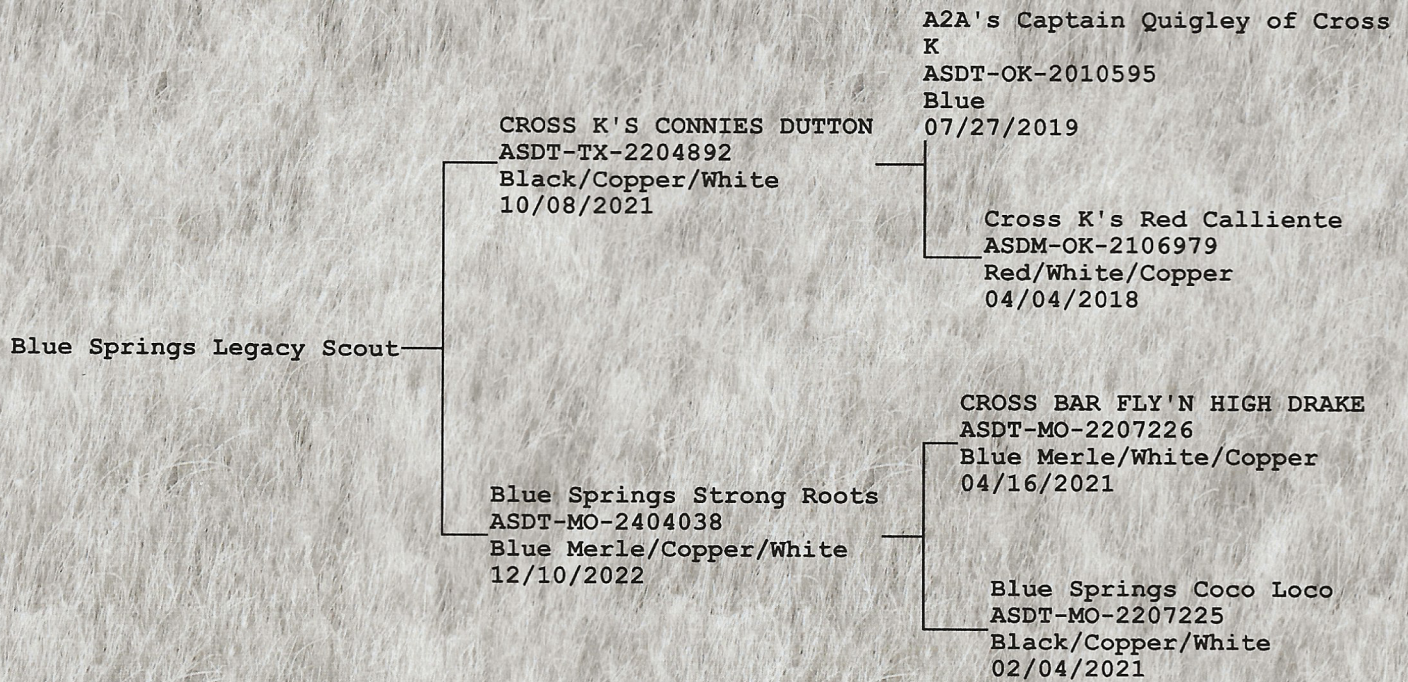 A2A's Captain Quigley of Cross
K
ASDT-OK-2010595
Blue
07/27/2019
CROSS K'S CONNIES DUTTON
ASDT-TX-2204892
Black/Copper/White
10/08/2021
Cross K's Red Calliente
ASDM-OK-2106979
Red/White/Copper
04/04/2018
Blue Springs Legacy Scout
CROSS BAR FLY'N HIGH DRAKE
ASDT-MO-2207226
Blue Merle/White/Copper
04/16/2021
Blue Springs Strong Roots
ASDT-MO-2404038
Blue Merle/Copper/White
12/10/2022
Blue Springs Coco Loco
ASDT-MO-2207225
Black/Copper/White
02/04/2021